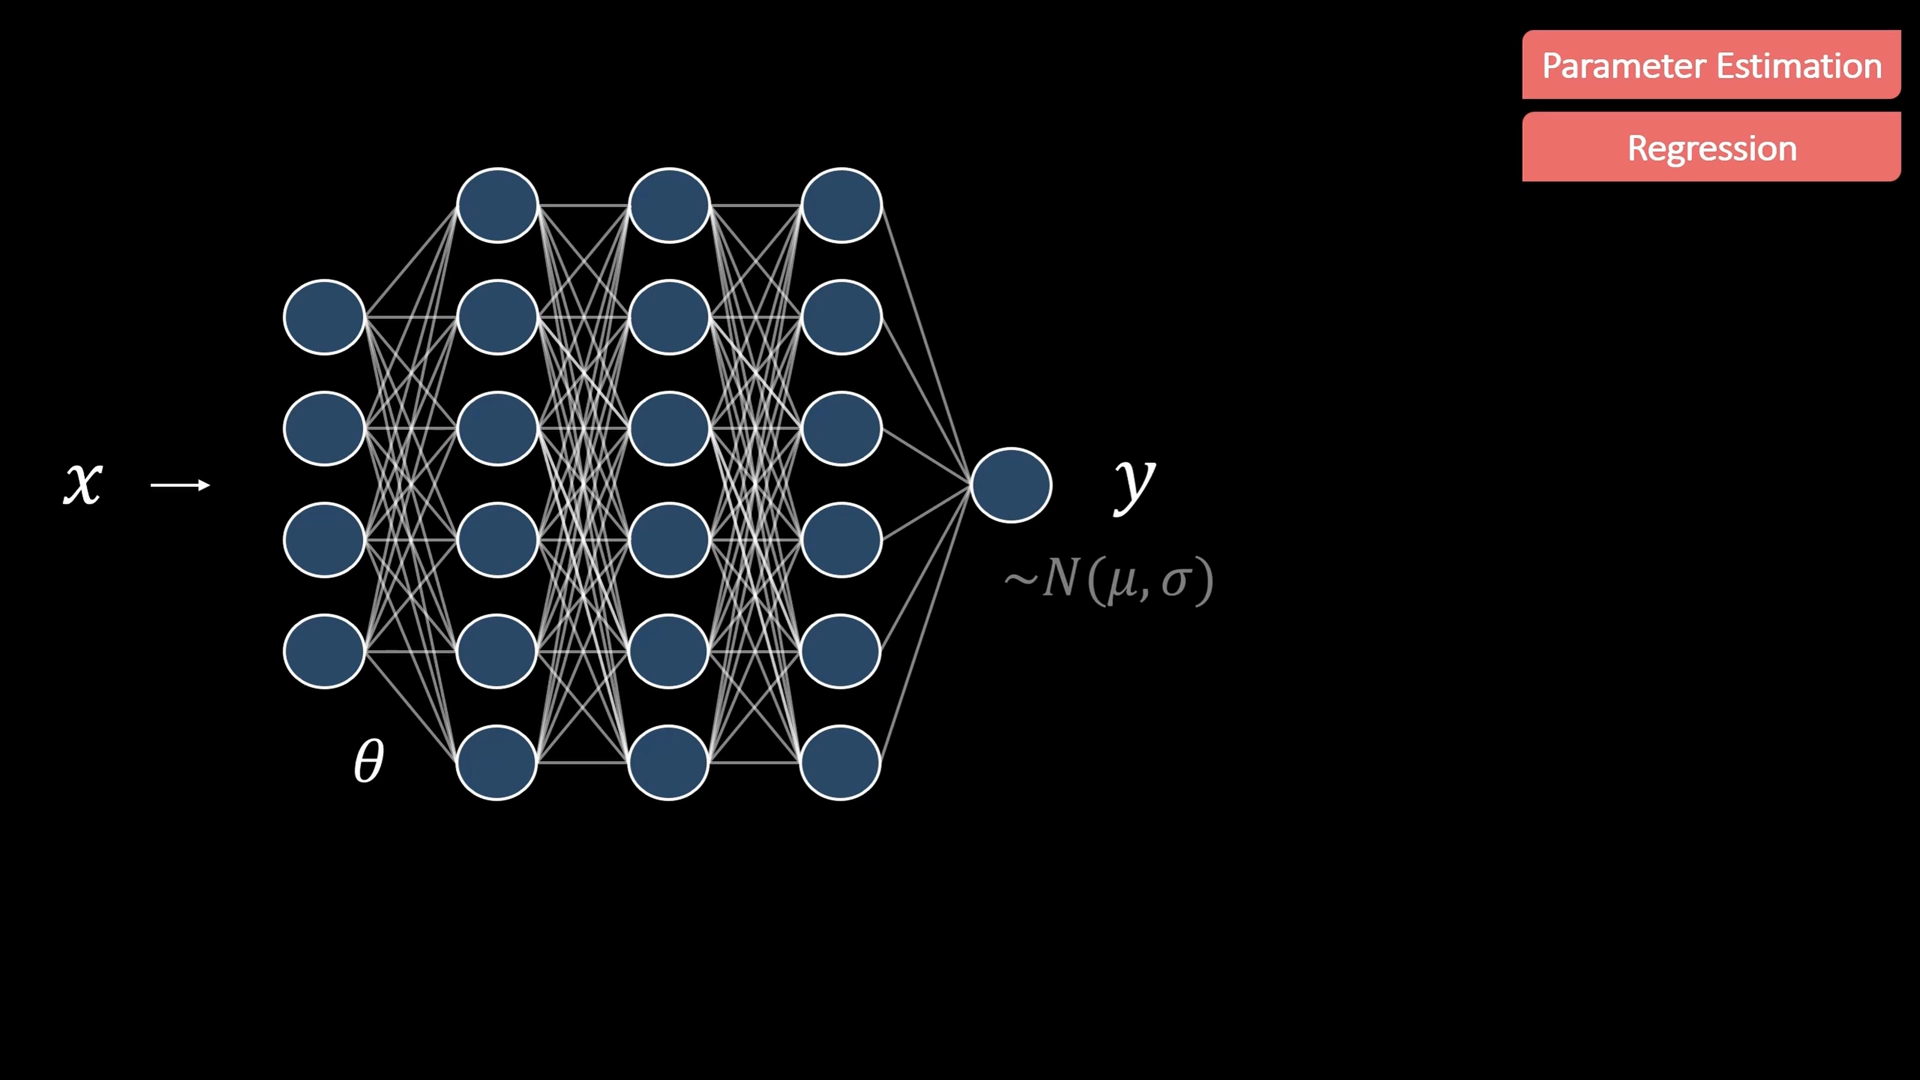 Parameter Estimation
Regression
x → y
~N(μ, σ)
θ